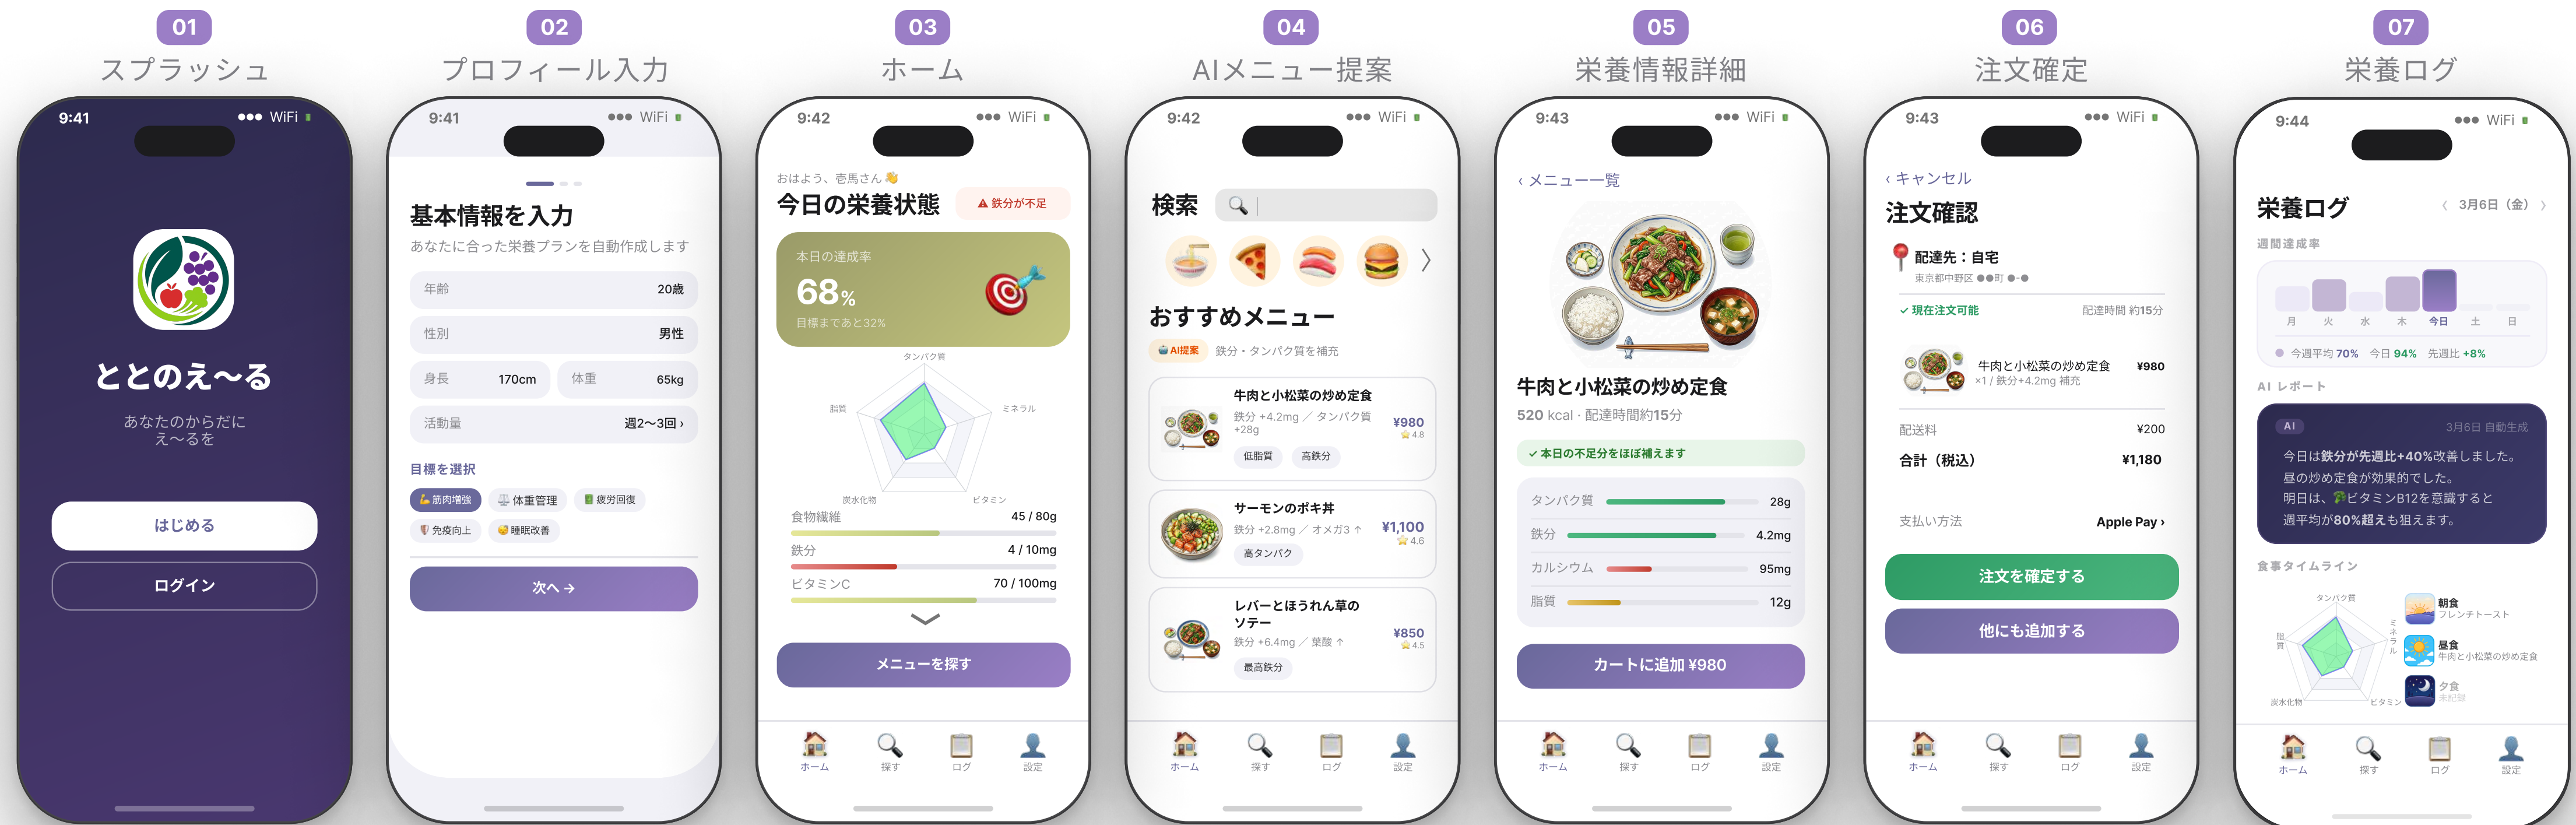 01
スプラッシュ
9:41
WiFi
ととのえ〜る
あなたのからだに
え〜るを
はじめる
ログイン
02
プロフィール入力
9:41
WiFi
基本情報を入力
あなたに合った栄養プランを自動作成します
年齢 20歳
性別 男性
身長 170cm 体重 65kg
活動量 週2〜3回 ›
目標を選択
💪筋肉増強 ⚖️体重管理 🔋疲労回復
🛡️免疫向上 😴睡眠改善
次へ →
03
ホーム
9:42
WiFi
おはよう、壱馬さん👋
今日の栄養状態 ⚠鉄分が不足
本日の達成率
68%
目標まであと32%
タンパク質
脂質 ミネラル
炭水化物 ビタミン
食物繊維 45 / 80g
鉄分 4 / 10mg
ビタミンC 70 / 100mg
メニューを探す
ホーム 探す ログ 設定
04
AIメニュー提案
9:42
WiFi
検索
おすすめメニュー
AI提案 鉄分・タンパク質を補充
牛肉と小松菜の炒め定食
鉄分 +4.2mg ／ タンパク質
+28g
¥980
⭐4.8
低脂質 高鉄分
サーモンのポキ丼
鉄分 +2.8mg ／ オメガ3 ↑
¥1,100
⭐4.6
高タンパク
レバーとほうれん草の
ソテー
鉄分 +6.4mg ／ 葉酸 ↑
¥850
⭐4.5
最高鉄分
ホーム 探す ログ 設定
05
栄養情報詳細
9:43
WiFi
‹ メニュー一覧
牛肉と小松菜の炒め定食
520 kcal · 配達時間約15分
✓ 本日の不足分をほぼ補えます
タンパク質 28g
鉄分 4.2mg
カルシウム 95mg
脂質 12g
カートに追加 ¥980
ホーム 探す ログ 設定
06
注文確定
9:43
WiFi
‹ キャンセル
注文確認
📍配達先：自宅
東京都中野区 ●●町 ●-●
✓ 現在注文可能 配達時間 約15分
牛肉と小松菜の炒め定食 ¥980
×1 / 鉄分+4.2mg 補充
配送料 ¥200
合計（税込） ¥1,180
支払い方法 Apple Pay ›
注文を確定する
他にも追加する
ホーム 探す ログ 設定
07
栄養ログ
9:44
WiFi
栄養ログ 〈 3月6日（金） 〉
週間達成率
月 火 水 木 今日 土 日
今週平均 70% 今日 94% 先週比 +8%
AI レポート
AI 3月6日 自動生成
今日は鉄分が先週比+40%改善しました。
昼の炒め定食が効果的でした。
明日は、🥦ビタミンB12を意識すると
週平均が80%超えも狙えます。
食事タイムライン
タンパク質
脂質 ミネラル
炭水化物 ビタミン
朝食
フレンチトースト
昼食
牛肉と小松菜の炒め定食
夕食
未記録
ホーム 探す ログ 設定